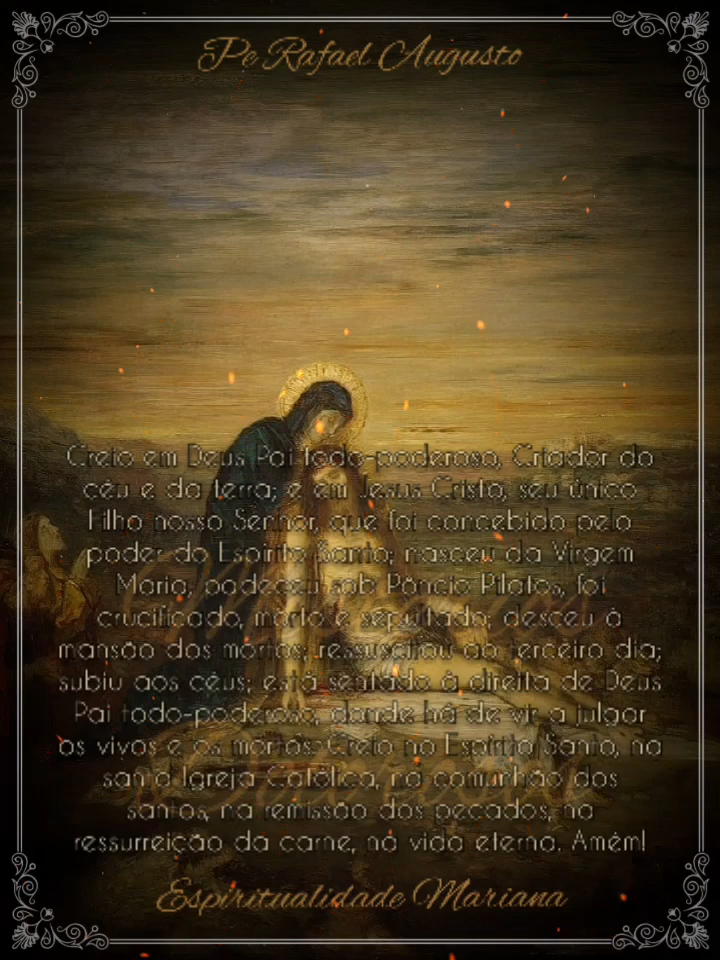 Pe Rafael Augusto
Creio em Deus Pai todo-poderoso, Criador do
céu e da terra; e em Jesus Cristo, seu único
Filho nosso Senhor, que foi concebido pelo
poder do Espírito Santo; nasceu da Virgem
Maria, padeceu sob Pôncio Pilatos, foi
crucificado, morto e sepultado; desceu à
mansão dos mortos; ressuscitou ao terceiro dia;
subiu aos céus; está sentado à direita de Deus
Pai todo-poderoso, donde há de vir a julgar
os vivos e os mortos. Creio no Espírito Santo, na
santa Igreja Católica, na comunhão dos
santos, na remissão dos pecados, na
ressurreição da carne, na vida eterna. Amém!
Espiritualidade Mariana